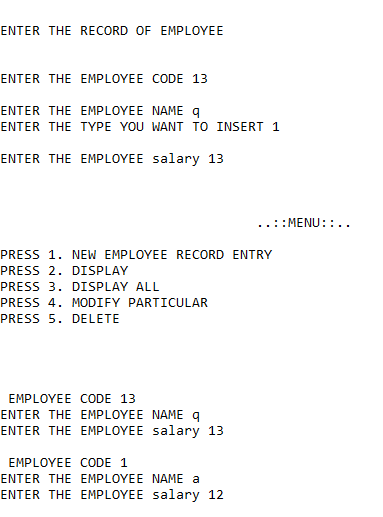 ENTER THE RECORD OF EMPLOYEE
ENTER THE EMPLOYEE CODE 13
ENTER THE EMPLOYEE NAME q
ENTER THE TYPE YOU WANT TO INSERT 1
ENTER THE EMPLOYEE salary 13
..::MENU::..
PRESS 1. NEW EMPLOYEE RECORD ENTRY
PRESS 2. DISPLAY
PRESS 3. DISPLAY ALL
PRESS 4. MODIFY PARTICULAR
PRESS 5. DELETE
EMPLOYEE CODE 13
ENTER THE EMPLOYEE NAME q
ENTER THE EMPLOYEE salary 13
EMPLOYEE CODE 1
ENTER THE EMPLOYEE NAME a
ENTER THE EMPLOYEE salary 12